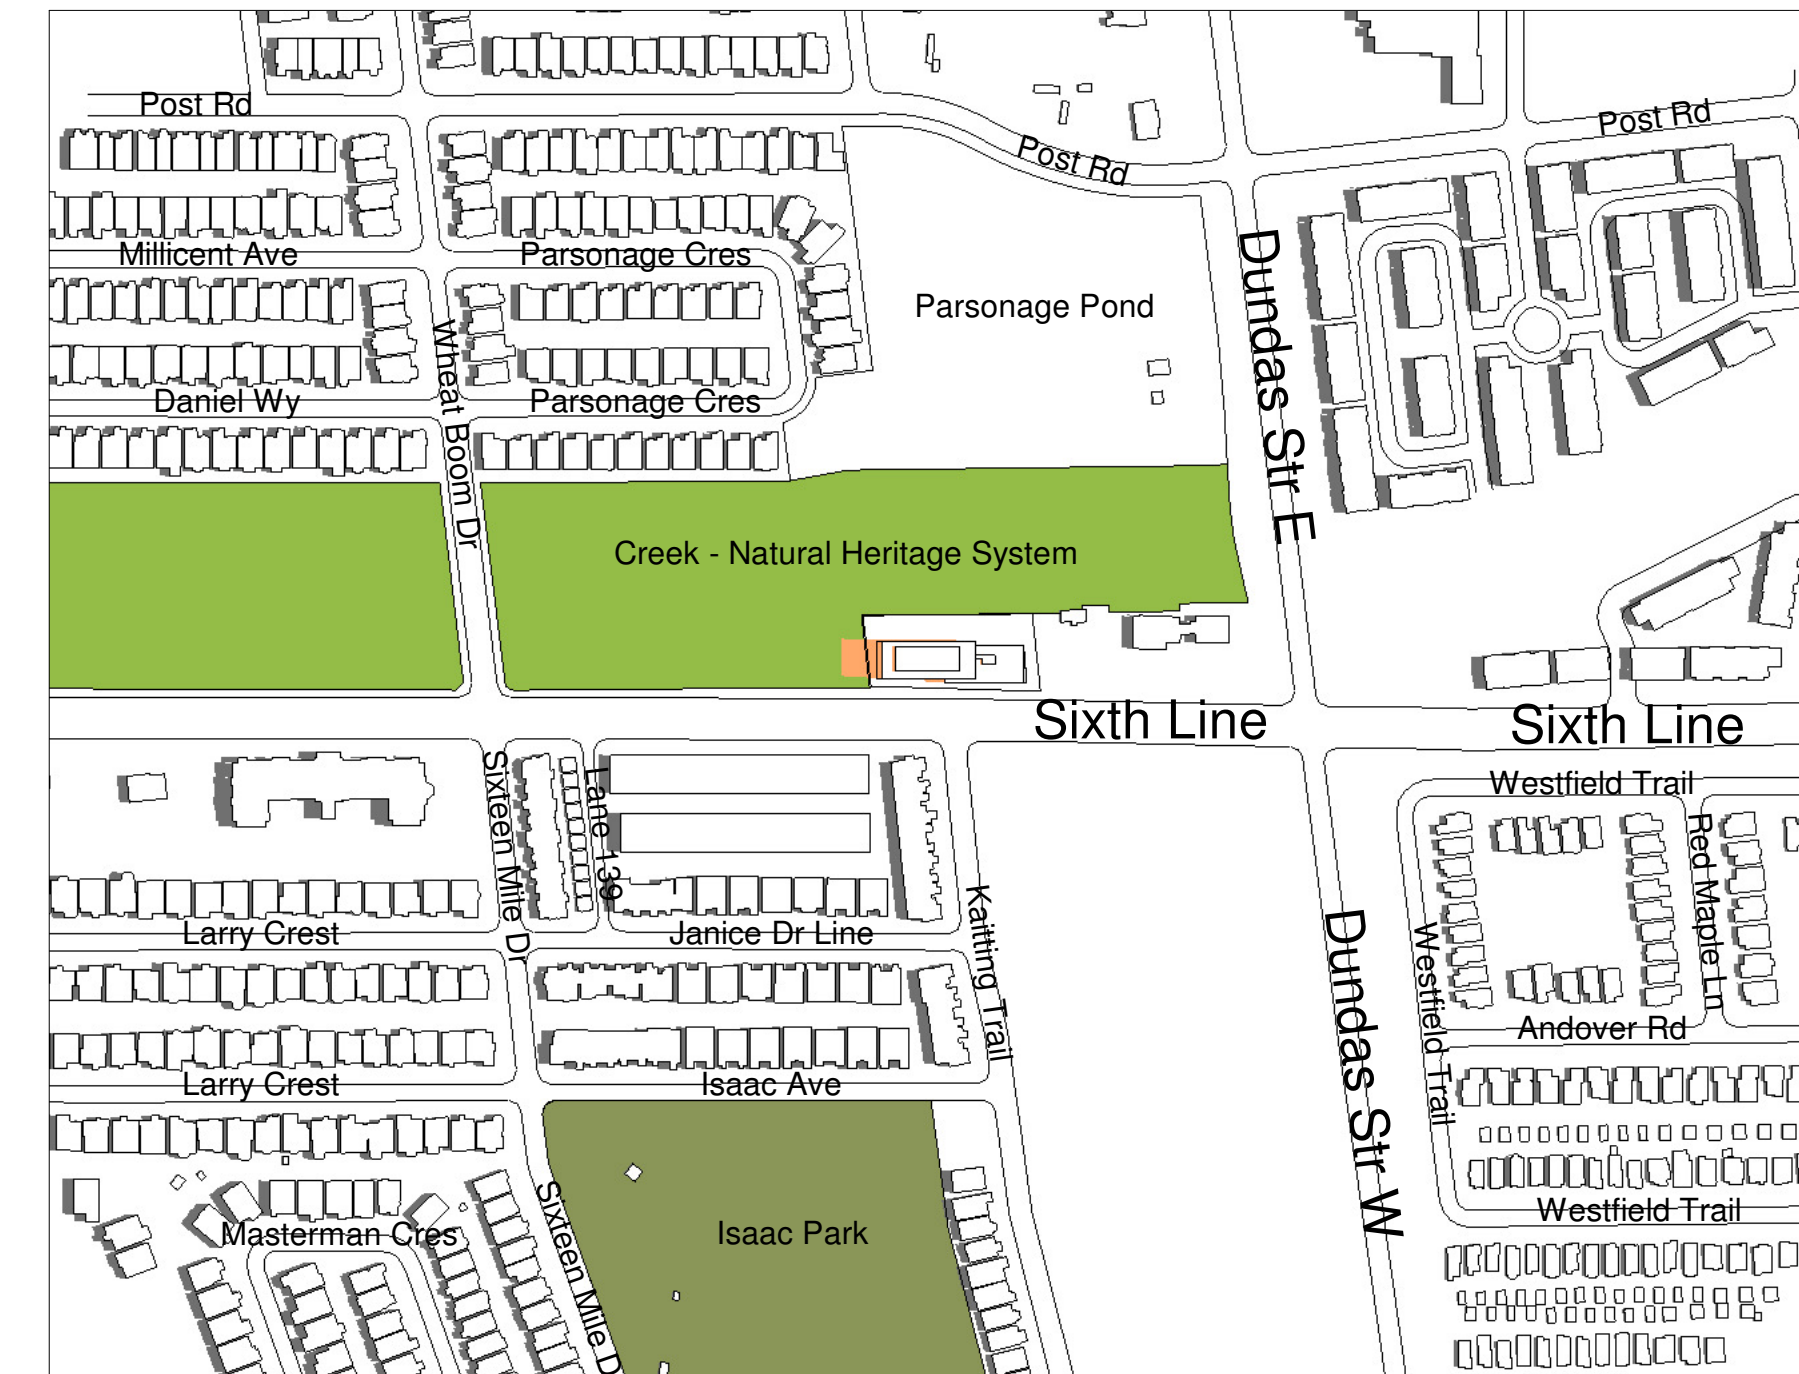 Post Rd
Post Rd
Post Rd
Millicent Ave
Parsonage Cres
Parsonage Pond
Dundas Str E
Wheat Boom Dr
Daniel Wy
Parsonage Cres
Creek - Natural Heritage System
Sixth Line
Sixth Line
Sixteen Mile Dr
Lane 139
Westfield Trail
Red Maple Ln
Larry Crest
Janice Dr Line
Kaitting Trail
Dundas Str W
Westfield Trail
Andover Rd
Larry Crest
Isaac Ave
Westfield Trail
Masterman Cres
Sixteen Mile D
Isaac Park